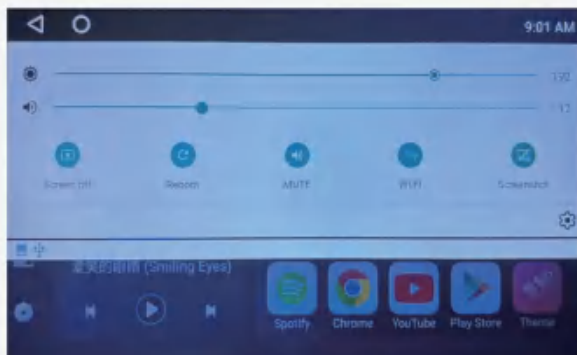 9:01 AM
Screen Off
Reboot
MUTE
WIFI
Screenshot
(Smiling Eyes)
Spotify
Chrome
YouTube
Play Store
Theme